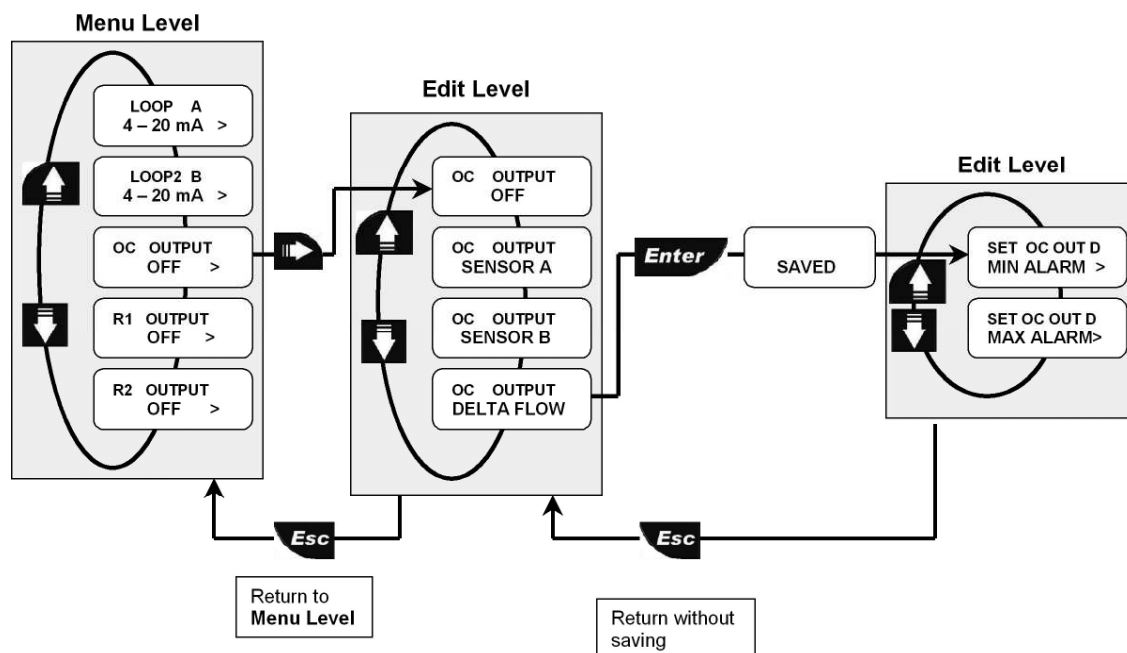 Menu Level
LOOP A
4 – 20 mA >
LOOP2 B
4 – 20 mA >
OC OUTPUT
OFF >
R1 OUTPUT
OFF >
R2 OUTPUT
OFF >
Edit Level
OC OUTPUT
OFF
OC OUTPUT
SENSOR A
OC OUTPUT
SENSOR B
OC OUTPUT
DELTA FLOW
Enter
SAVED
Edit Level
SET OC OUT D
MIN ALARM >
SET OC OUT D
MAX ALARM>
Esc
Esc
Return to
Menu Level
Return without
saving